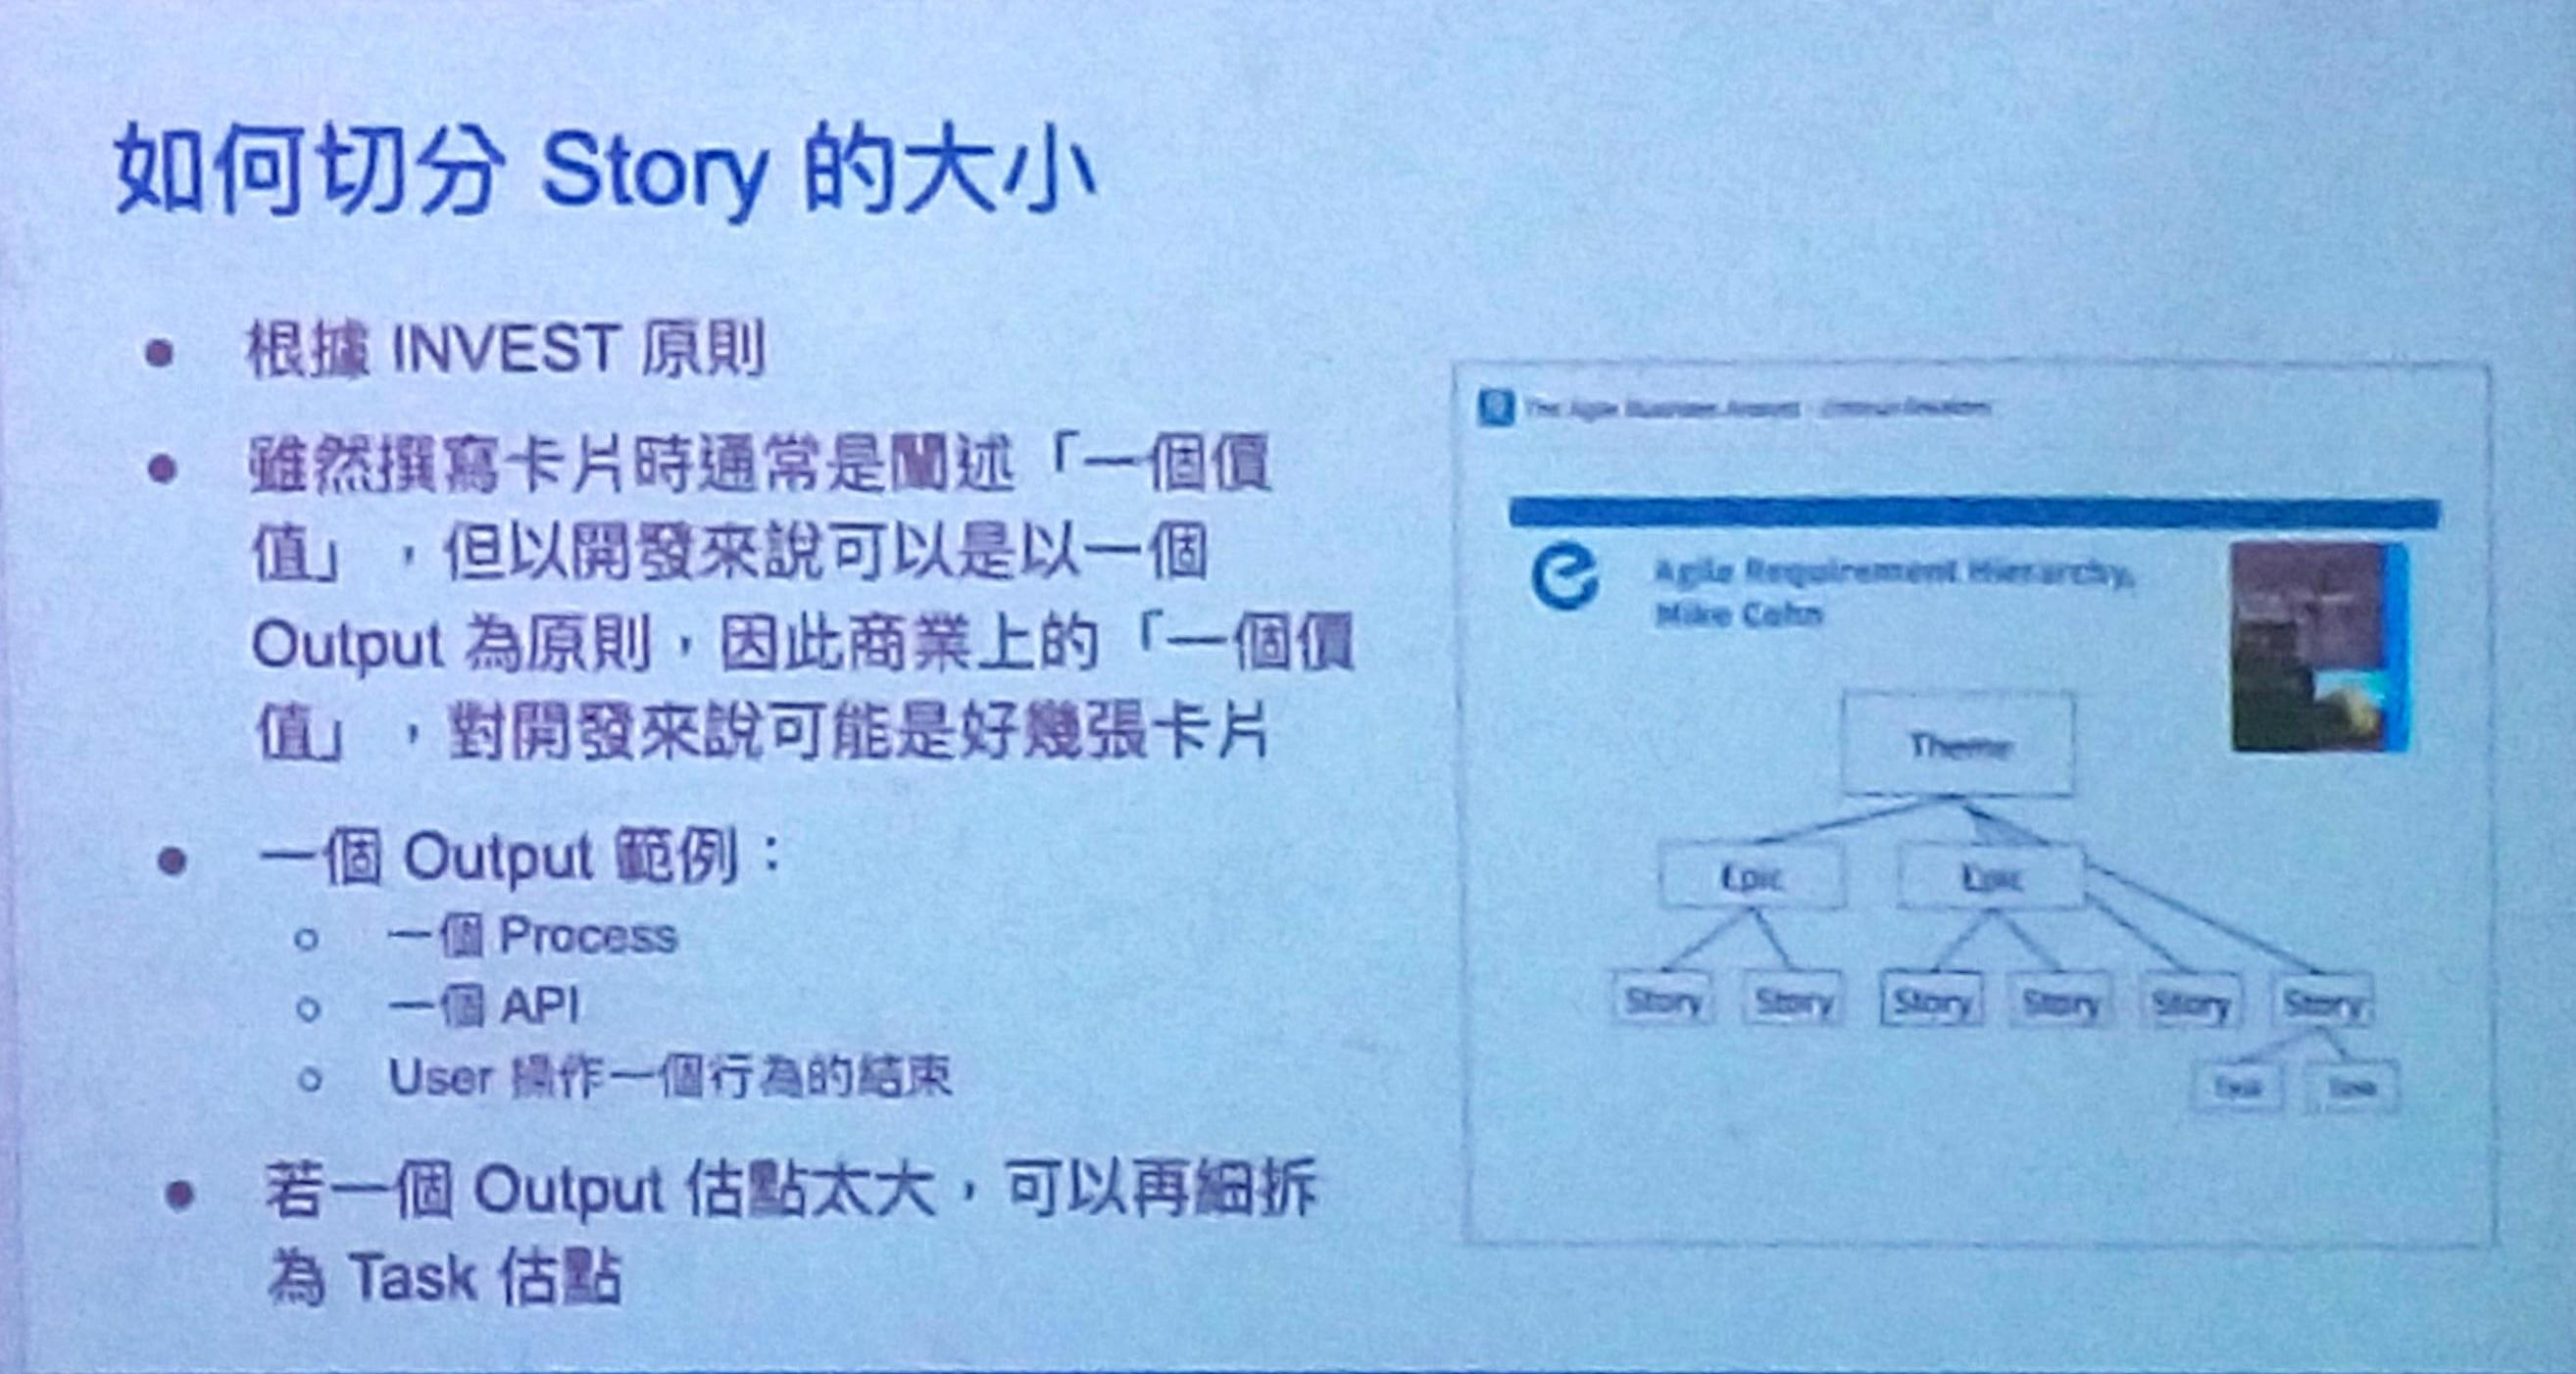 如何切分 Story 的大小
根據 INVEST 原則
雖然撰寫卡片時通常是闡述「一個價
值」,但以開發來說可以是以一個
Output 為原則,因此商業上的「一個價
值」,對開發來說可能是好幾張卡片
一個 Output 範例:
一個 Process
一個 API
User 操作一個行為的結束
若一個 Output 估點太大,可以再細拆
為 Task 估點
The Agile Business Analyst
Agile Requirement Hierarchy,
Mike Cohn
Theme
Epic Epic
Story Story Story Story Story Story
Task Task